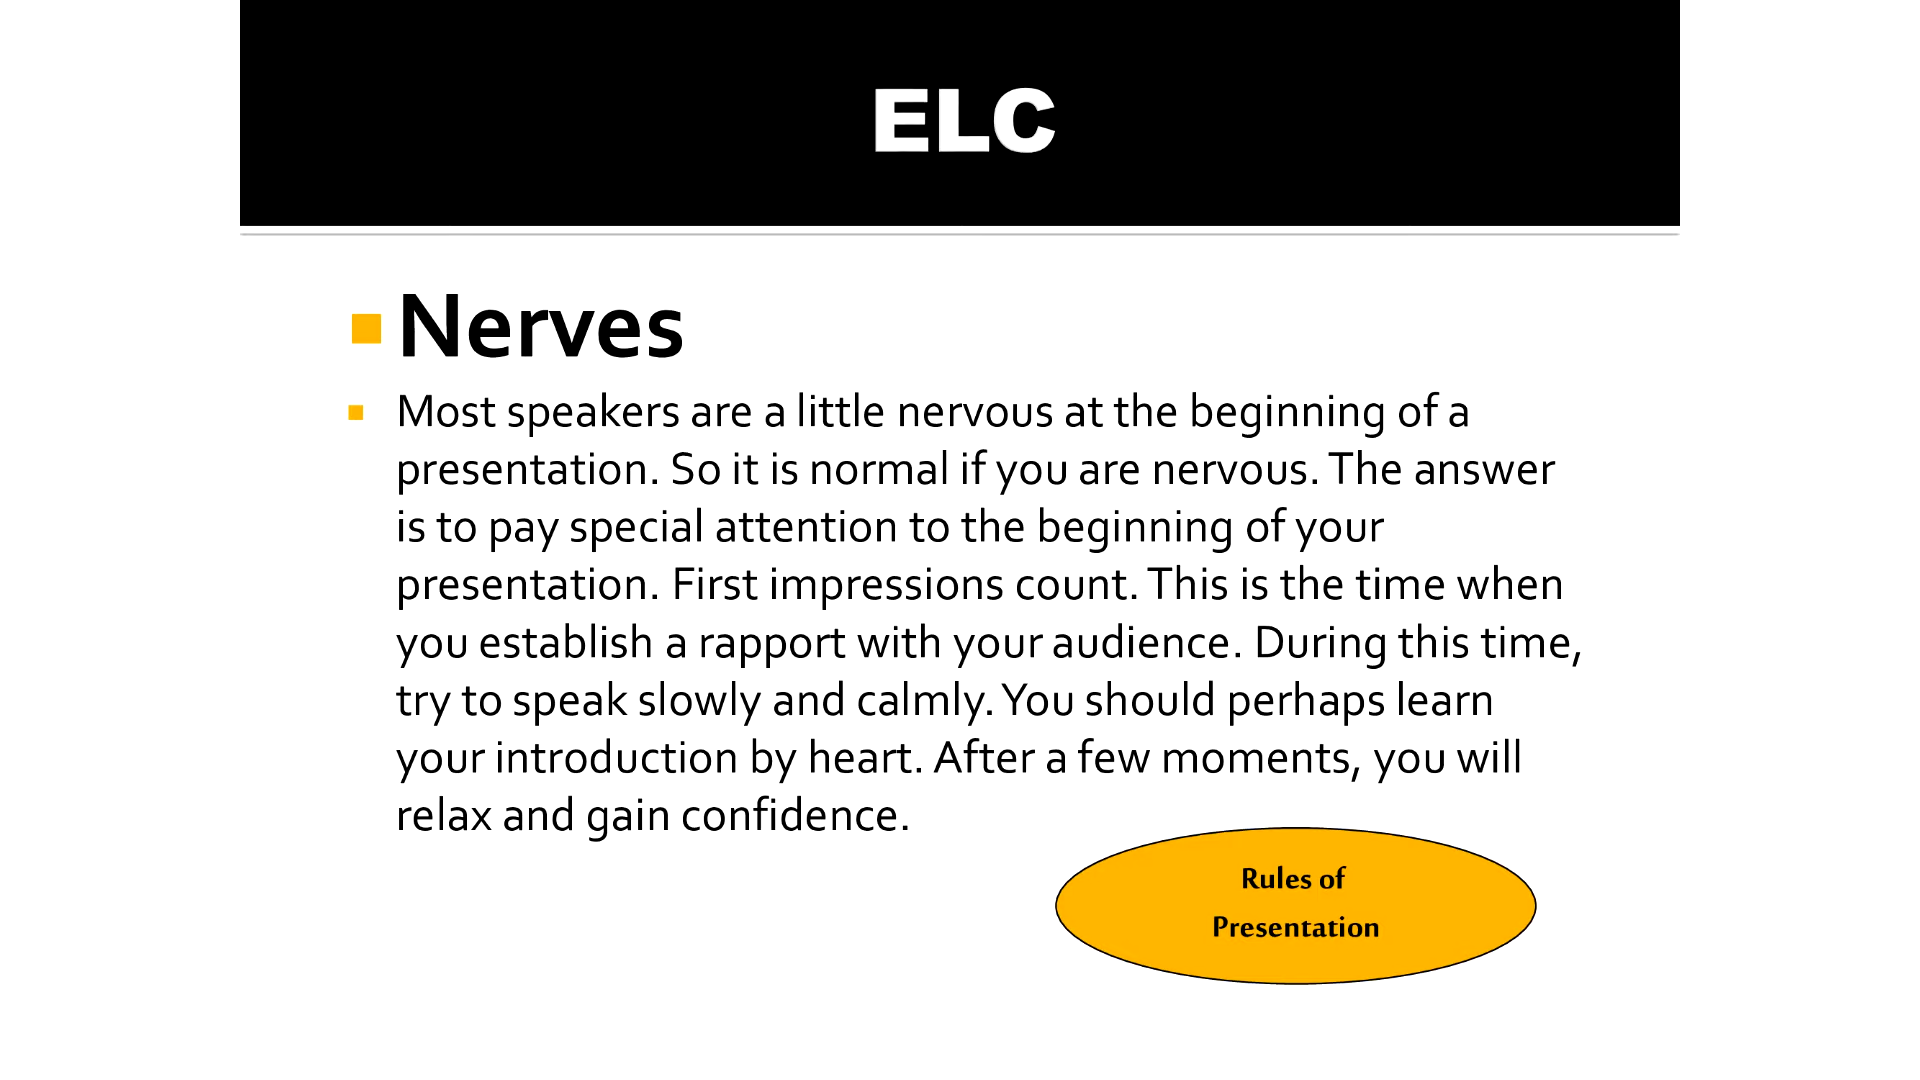 ELC
Nerves
Most speakers are a little nervous at the beginning of a
presentation. So it is normal if you are nervous. The answer
is to pay special attention to the beginning of your
presentation. First impressions count. This is the time when
you establish a rapport with your audience. During this time,
try to speak slowly and calmly. You should perhaps learn
your introduction by heart. After a few moments, you will
relax and gain confidence.
Rules of
Presentation